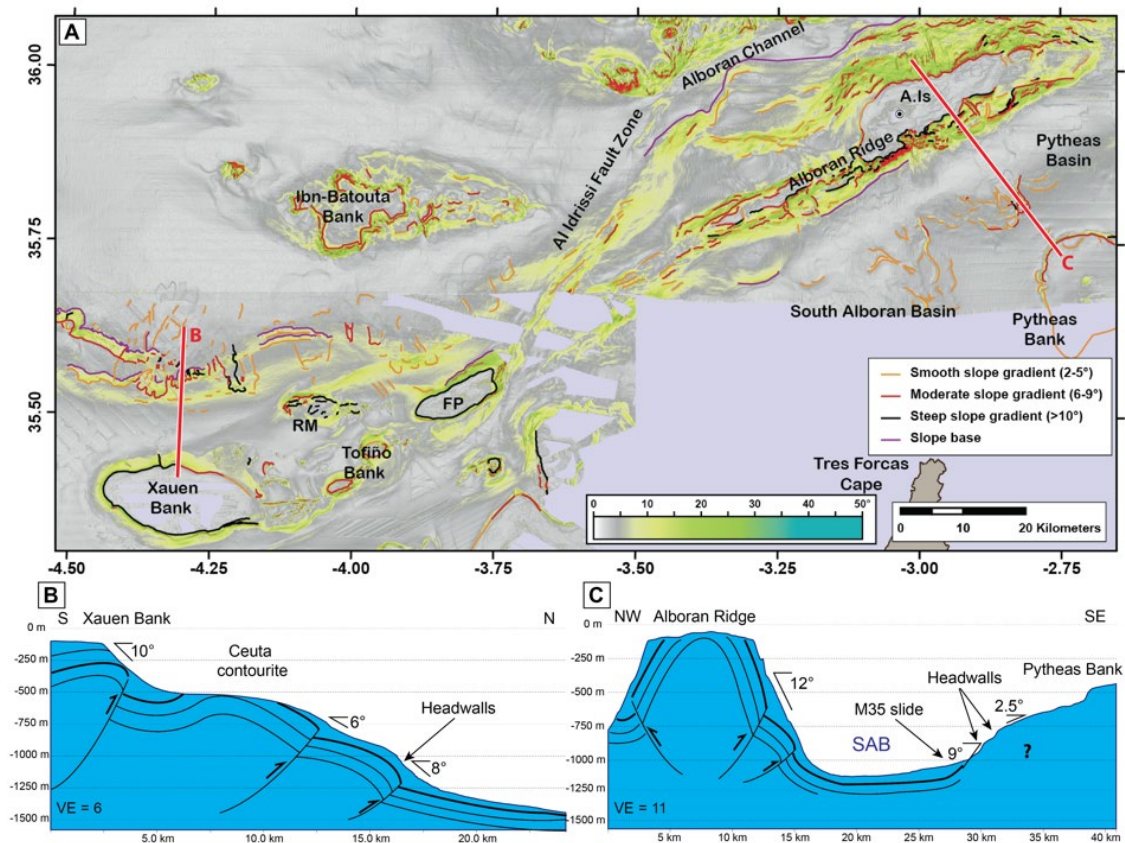 A
36.00
35.75
35.50
Alboran Channel
A.Is
Alboran Ridge
Pytheas
Basin
Al Idrissi Fault Zone
Ibn-Batouta
Bank
C
B
South Alboran Basin
Pytheas
Bank
FP
RM
Tofiño
Bank
Xauen
Bank
Smooth slope gradient (2-5°)
Moderate slope gradient (6-9°)
Steep slope gradient (>10°)
Slope base
Tres Forcas
Cape
0 10 20 30 40 50°
0 5 10 20 Kilometers
-4.50 -4.25 -4.00 -3.75 -3.50 -3.25 -3.00 -2.75
B
S Xauen Bank N
0 m
-250 m
-500 m
-750 m
-1000 m
-1250 m
-1500 m
10°
Ceuta
contourite
6°
Headwalls
8°
VE = 6
5.0 km 10.0 km 15.0 km 20.0 km
C
NW Alboran Ridge SE
0 m
-250 m
-500 m
-750 m
-1000 m
-1250 m
-1500 m
Pytheas Bank
Headwalls
12°
2.5°
M35 slide
SAB
9°
?
VE = 11
5 km 10 km 15 km 20 km 25 km 30 km 35 km 40 km